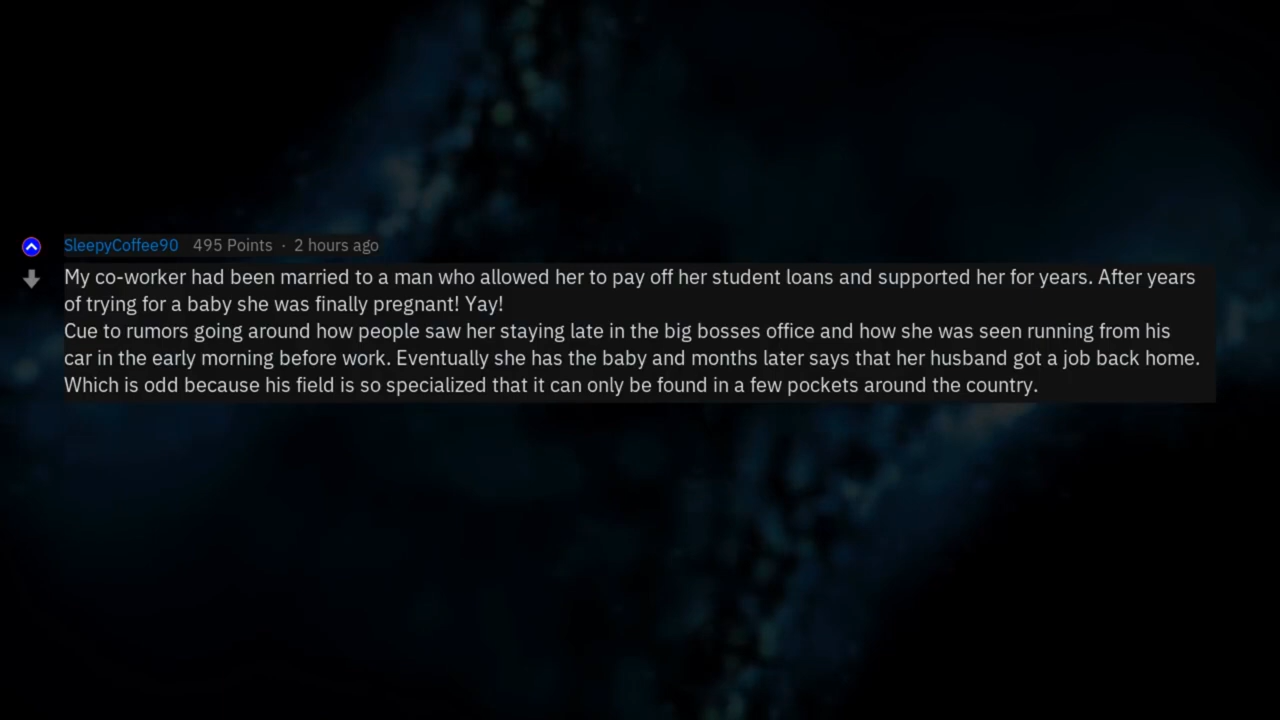 SleepyCoffee90 495 Points · 2 hours ago
My co-worker had been married to a man who allowed her to pay off her student loans and supported her for years. After years
of trying for a baby she was finally pregnant! Yay!
Cue to rumors going around how people saw her staying late in the big bosses office and how she was seen running from his
car in the early morning before work. Eventually she has the baby and months later says that her husband got a job back home.
Which is odd because his field is so specialized that it can only be found in a few pockets around the country.